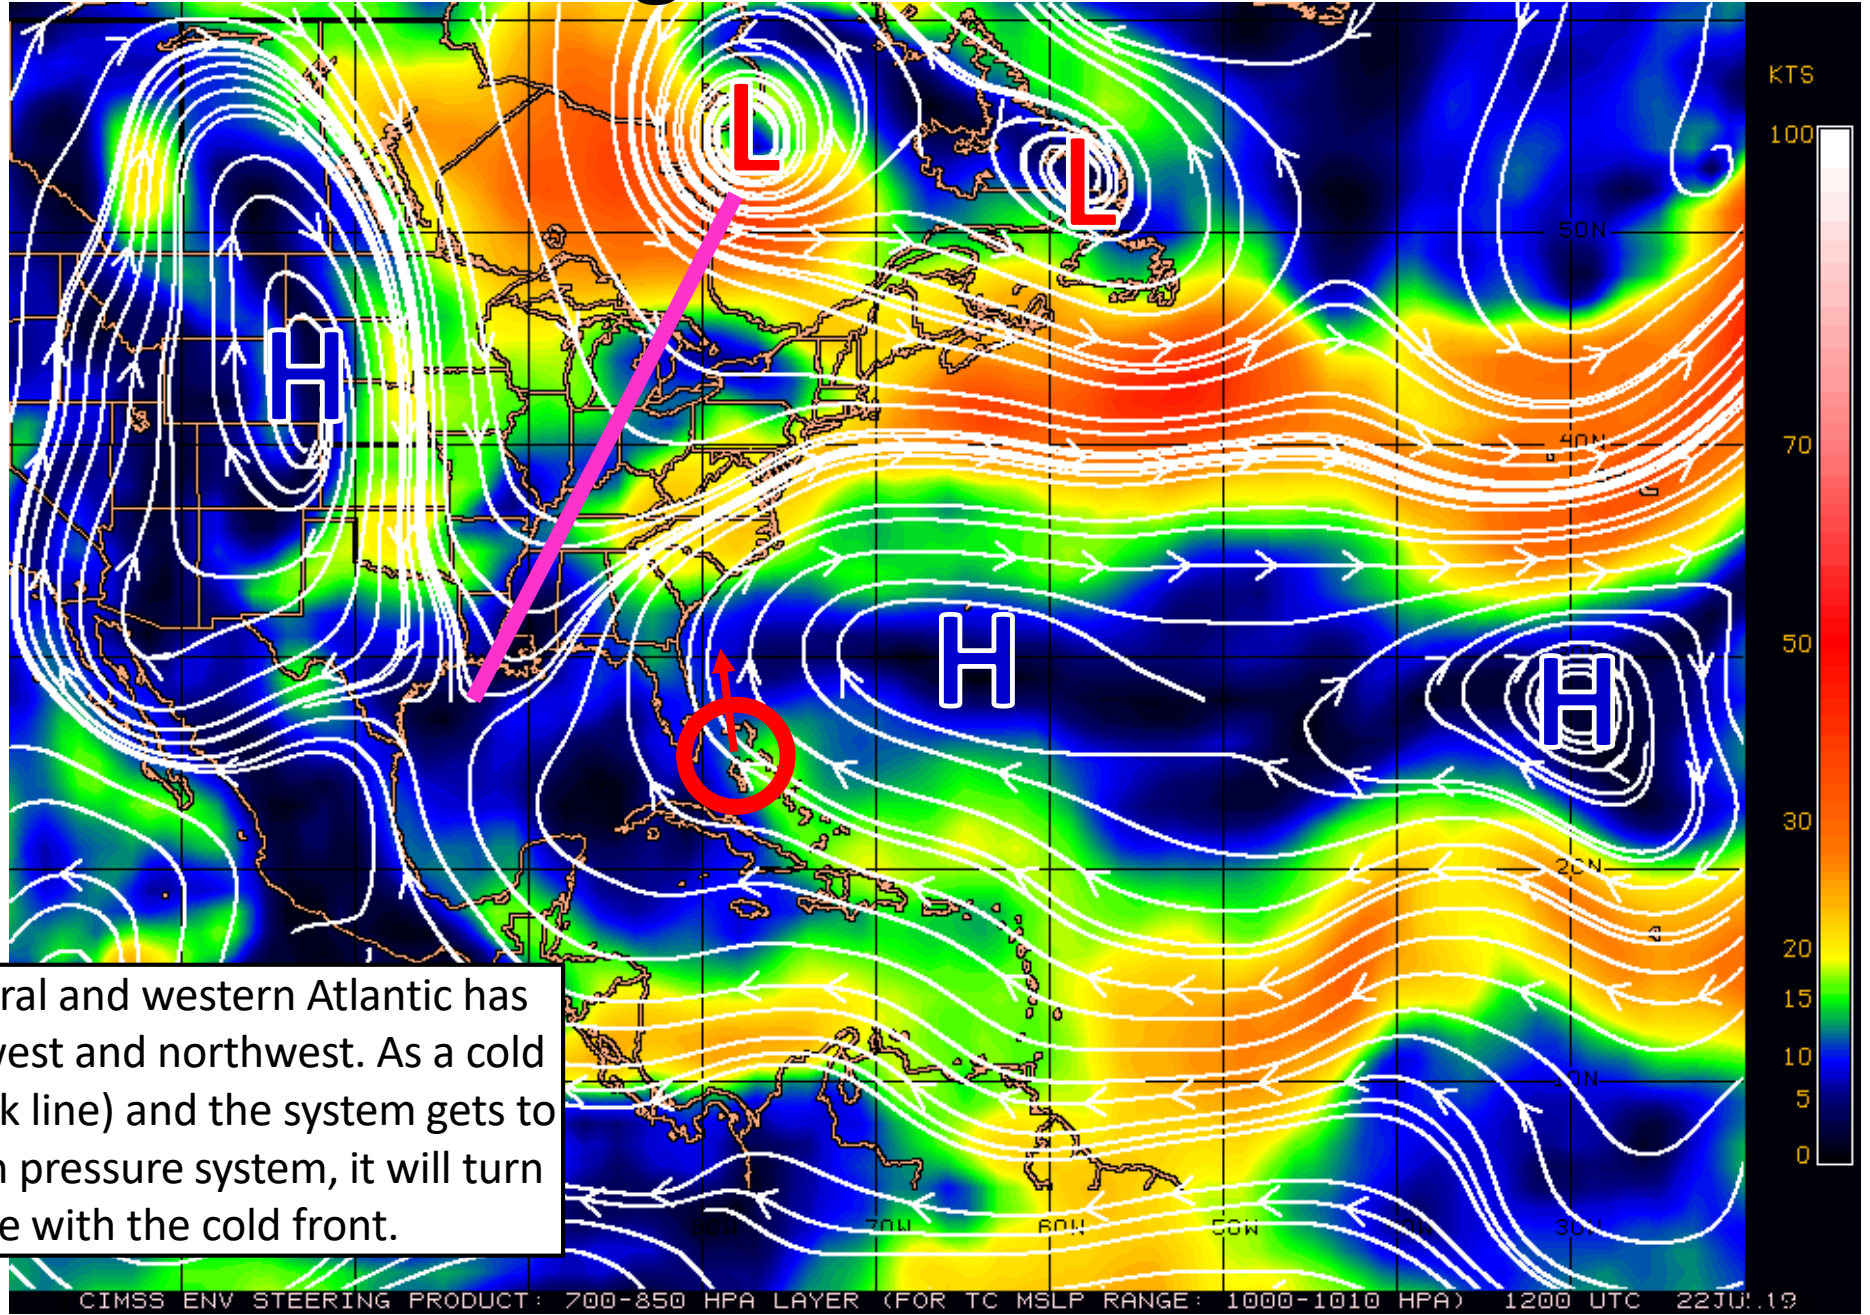 KTS
100
L
L
50N
H
70
40N
H
H
50
30
20N
20
ral and western Atlantic has
vest and northwest. As a cold
k line) and the system gets to
n pressure system, it will turn
e with the cold front.
15
10
10N
5
0
80W 70W 60W 50W 30W
CIMSS ENV STEERING PRODUCT: 700-850 HPA LAYER (FOR TC MSLP RANGE: 1000-1010 HPA) 1200 UTC 22JUL19